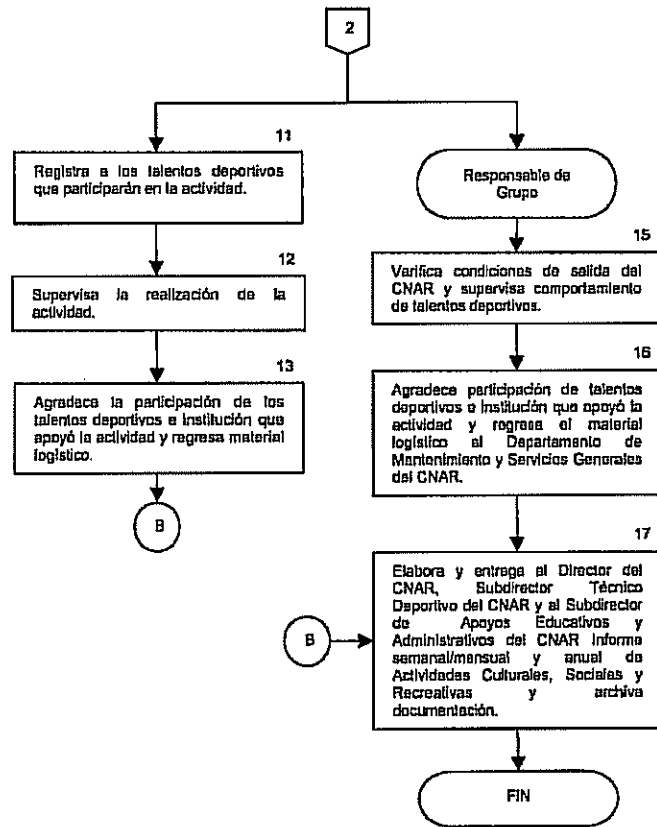 2
11
Registra a los talentos deportivos
que participarán en la actividad.
12
Supervisa la realización de la
actividad.
13
Agradece la participación de los
talentos deportivos e institución que
apoyó la actividad y regresa material
logístico.
B
Responsable de
Grupo
15
Verifica condiciones de salida del
CNAR y supervisa comportamiento
de talentos deportivos.
16
Agradece participación de talentos
deportivos e institución que apoyó la
actividad y regresa el material
logístico al Departamento de
Mantenimiento y Servicios Generales
del CNAR.
17
B
Elabora y entrega al Director del
CNAR, Subdirector Técnico
Deportivo del CNAR y al Subdirector
de Apoyos Educativos y
Administrativos del CNAR Informe
semanal/mensual y anual de
Actividades Culturales, Sociales y
Recreativas y archiva
documentación.
FIN